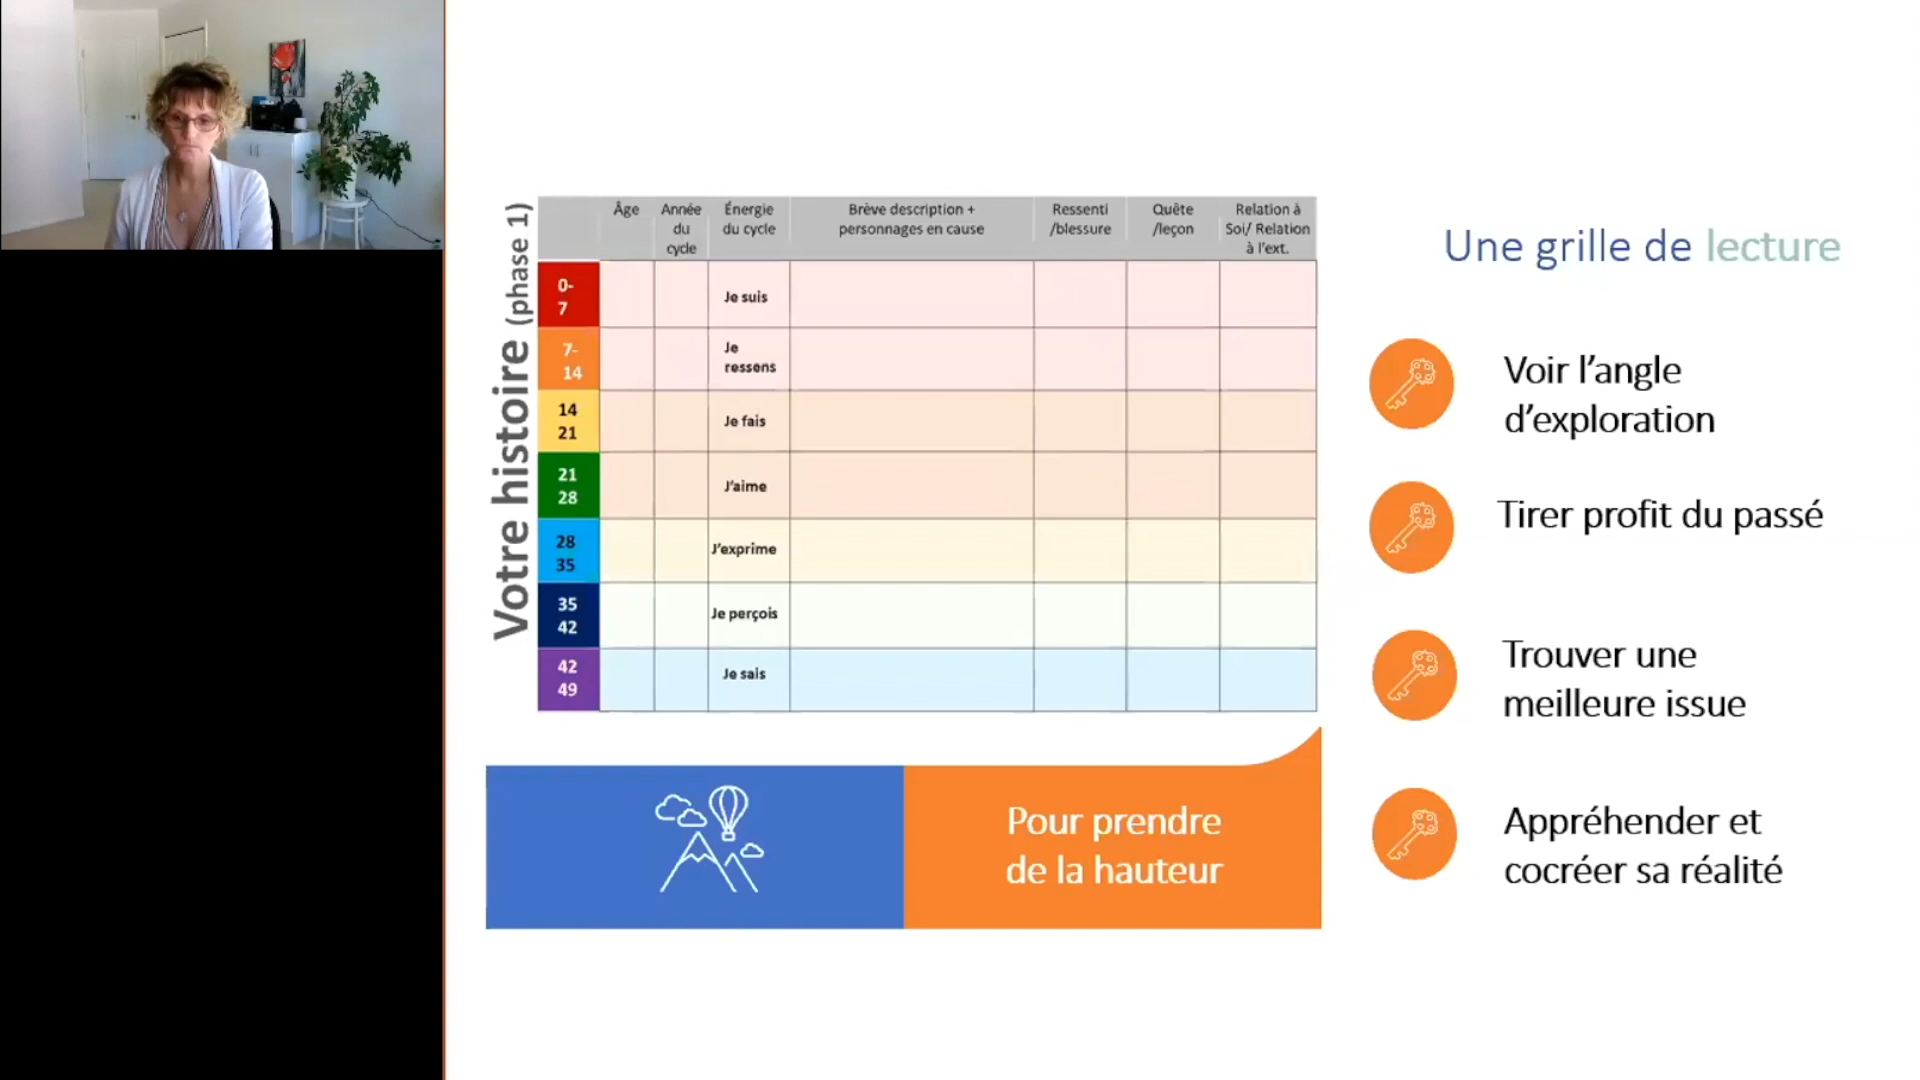 Votre histoire (phase 1)
Âge
Année
du
cycle
Énergie
du cycle
Brève description +
personnages en cause
Ressenti
/blessure
Quête
/leçon
Relation à
Soi/ Relation
à l'ext.
0-
7
Je suis
7-
14
Je
ressens
14
21
Je fais
21
28
J'aime
28
35
J'exprime
35
42
Je perçois
42
49
Je sais
Pour prendre
de la hauteur
Une grille de lecture
Voir l’angle
d’exploration
Tirer profit du passé
Trouver une
meilleure issue
Appréhender et
cocréer sa réalité